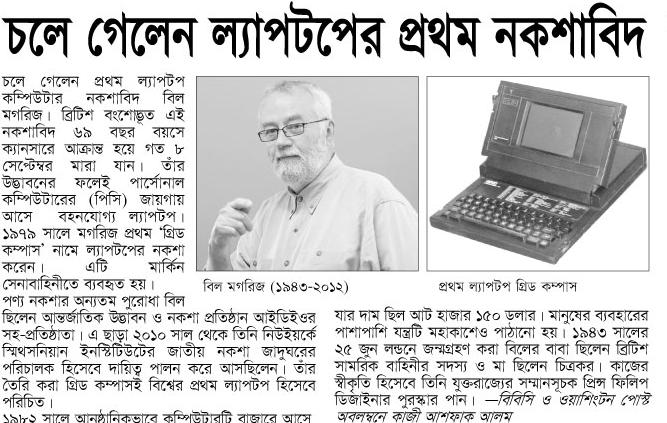 চলে গেলেন ল্যাপটপের প্রথম নকশাবিদ
চলে গেলেন প্রথম ল্যাপটপ
কম্পিউটার নকশাবিদ বিল
মগরিজ। ব্রিটিশ বংশোদ্ভূত এই
নকশাবিদ ৬৯ বছর বয়সে
ক্যানসারে আক্রান্ত হয়ে গত ৮
সেপ্টেম্বর মারা যান। তাঁর
উদ্ভাবনের ফলেই পার্সোনাল
কম্পিউটারের (পিসি) জায়গায়
আসে বহনযোগ্য ল্যাপটপ।
১৯৭৯ সালে মগরিজ প্রথম ‘গ্রিড
কম্পাস’ নামে ল্যাপটপের নকশা
করেন। এটি মার্কিন
সেনাবাহিনীতে ব্যবহৃত হয়।
পণ্য নকশার অন্যতম পুরোধা বিল
ছিলেন আন্তর্জাতিক উদ্ভাবন ও নকশা প্রতিষ্ঠান আইডিইওর
সহ-প্রতিষ্ঠাতা। এ ছাড়া ২০১০ সাল থেকে তিনি নিউইয়র্কে
স্মিথসনিয়ান ইনস্টিটিউটের জাতীয় নকশা জাদুঘরের
পরিচালক হিসেবে দায়িত্ব পালন করে আসছিলেন। তাঁর
তৈরি করা গ্রিড কম্পাসই বিশ্বের প্রথম ল্যাপটপ হিসেবে
পরিচিত।
১৯৮২ সালে আনুষ্ঠানিকভাবে কম্পিউটারটি বাজারে আসে
বিল মগরিজ (১৯৪৩-২০১২)
প্রথম ল্যাপটপ গ্রিড কম্পাস
যার দাম ছিল আট হাজার ১৫০ ডলার। মানুষের ব্যবহারের
পাশাপাশি যন্ত্রটি মহাকাশেও পাঠানো হয়। ১৯৪৩ সালের
২৫ জুন লন্ডনে জন্মগ্রহণ করা বিলের বাবা ছিলেন ব্রিটিশ
সামরিক বাহিনীর সদস্য ও মা ছিলেন চিত্রকর। কাজের
স্বীকৃতি হিসেবে তিনি যুক্তরাজ্যের সম্মানসূচক প্রিন্স ফিলিপ
ডিজাইনার পুরস্কার পান। —বিবিসি ও ওয়াশিংটন পোস্ট
অবলম্বনে কাজী আশফাক আলম